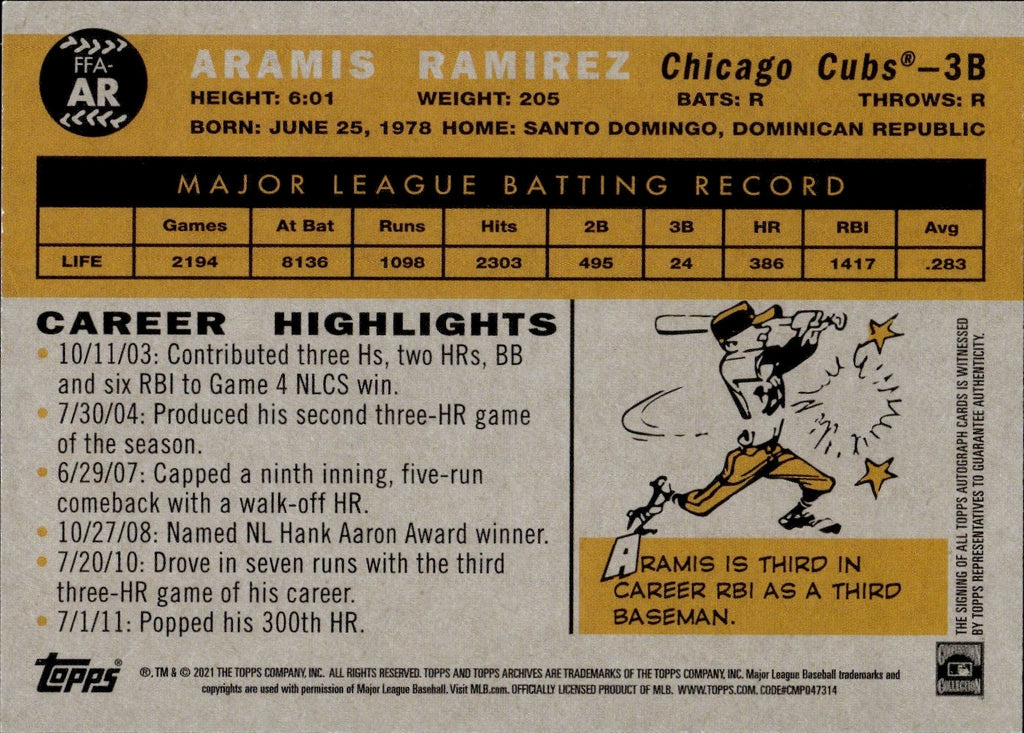 FFA-
AR
ARAMIS RAMIREZ Chicago Cubs®–3B
HEIGHT: 6:01 WEIGHT: 205 BATS: R THROWS: R
BORN: JUNE 25, 1978 HOME: SANTO DOMINGO, DOMINICAN REPUBLIC
MAJOR LEAGUE BATTING RECORD
Games At Bat Runs Hits 2B 3B HR RBI Avg
LIFE 2194 8136 1098 2303 495 24 386 1417 .283
CAREER HIGHLIGHTS
• 10/11/03: Contributed three Hs, two HRs, BB
and six RBI to Game 4 NLCS win.
• 7/30/04: Produced his second three-HR game
of the season.
• 6/29/07: Capped a ninth inning, five-run
comeback with a walk-off HR.
• 10/27/08: Named NL Hank Aaron Award winner.
• 7/20/10: Drove in seven runs with the third
three-HR game of his career.
• 7/1/11: Popped his 300th HR.
ARAMIS IS THIRD IN
CAREER RBI AS A THIRD
BASEMAN.
THE SIGNING OF ALL TOPPS AUTOGRAPH CARDS IS WITNESSED
BY TOPPS REPRESENTATIVES TO GUARANTEE AUTHENTICITY.
topps®
®, TM & © 2021 THE TOPPS COMPANY, INC. ALL RIGHTS RESERVED. TOPPS AND TOPPS ARCHIVES ARE TRADEMARKS OF THE TOPPS COMPANY, INC. Major League Baseball trademarks and
copyrights are used with permission of Major League Baseball. Visit MLB.com. OFFICIALLY LICENSED PRODUCT OF MLB. WWW.TOPPS.COM. CODE#CMP047314
COOPERSTOWN
COLLECTION